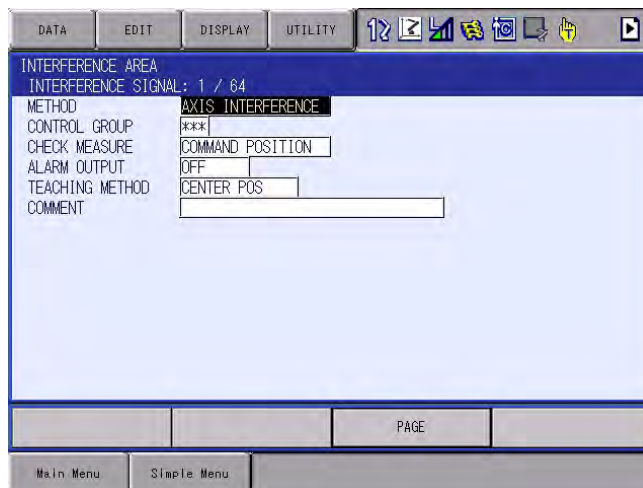 DATA EDIT DISPLAY UTILITY
INTERFERENCE AREA
INTERFERENCE SIGNAL: 1 / 64
METHOD AXIS INTERFERENCE
CONTROL GROUP ***
CHECK MEASURE COMMAND POSITION
ALARM OUTPUT OFF
TEACHING METHOD CENTER POS
COMMENT
PAGE
Main Menu Simple Menu